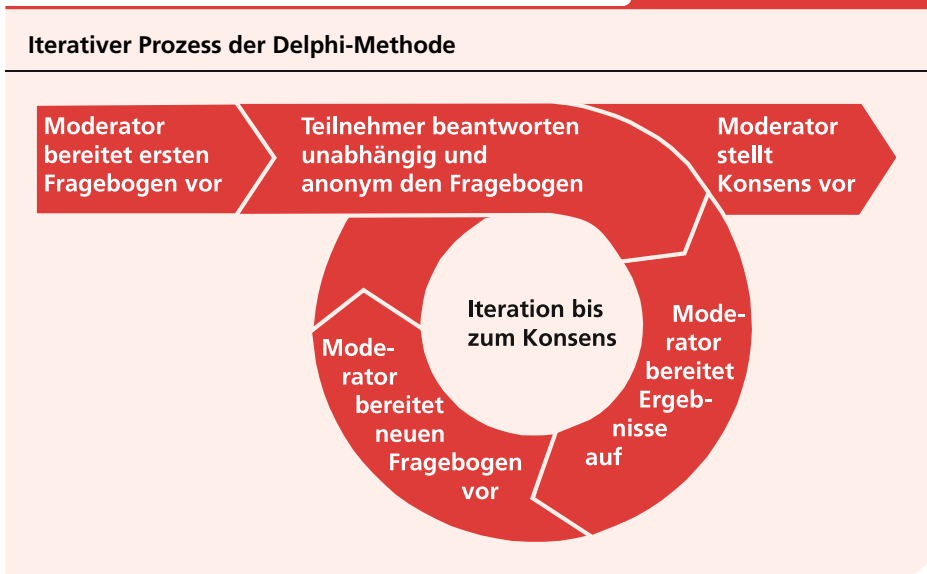 Iterativer Prozess der Delphi-Methode
Moderator
bereitet ersten
Fragebogen vor
Teilnehmer beantworten
unabhängig und
anonym den Fragebogen
Moderator
stellt
Konsens vor
Iteration bis
zum Konsens
Mode-
rator
bereitet
Ergeb-
nisse
auf
Mode-
rator
bereitet
neuen
Fragebogen
vor